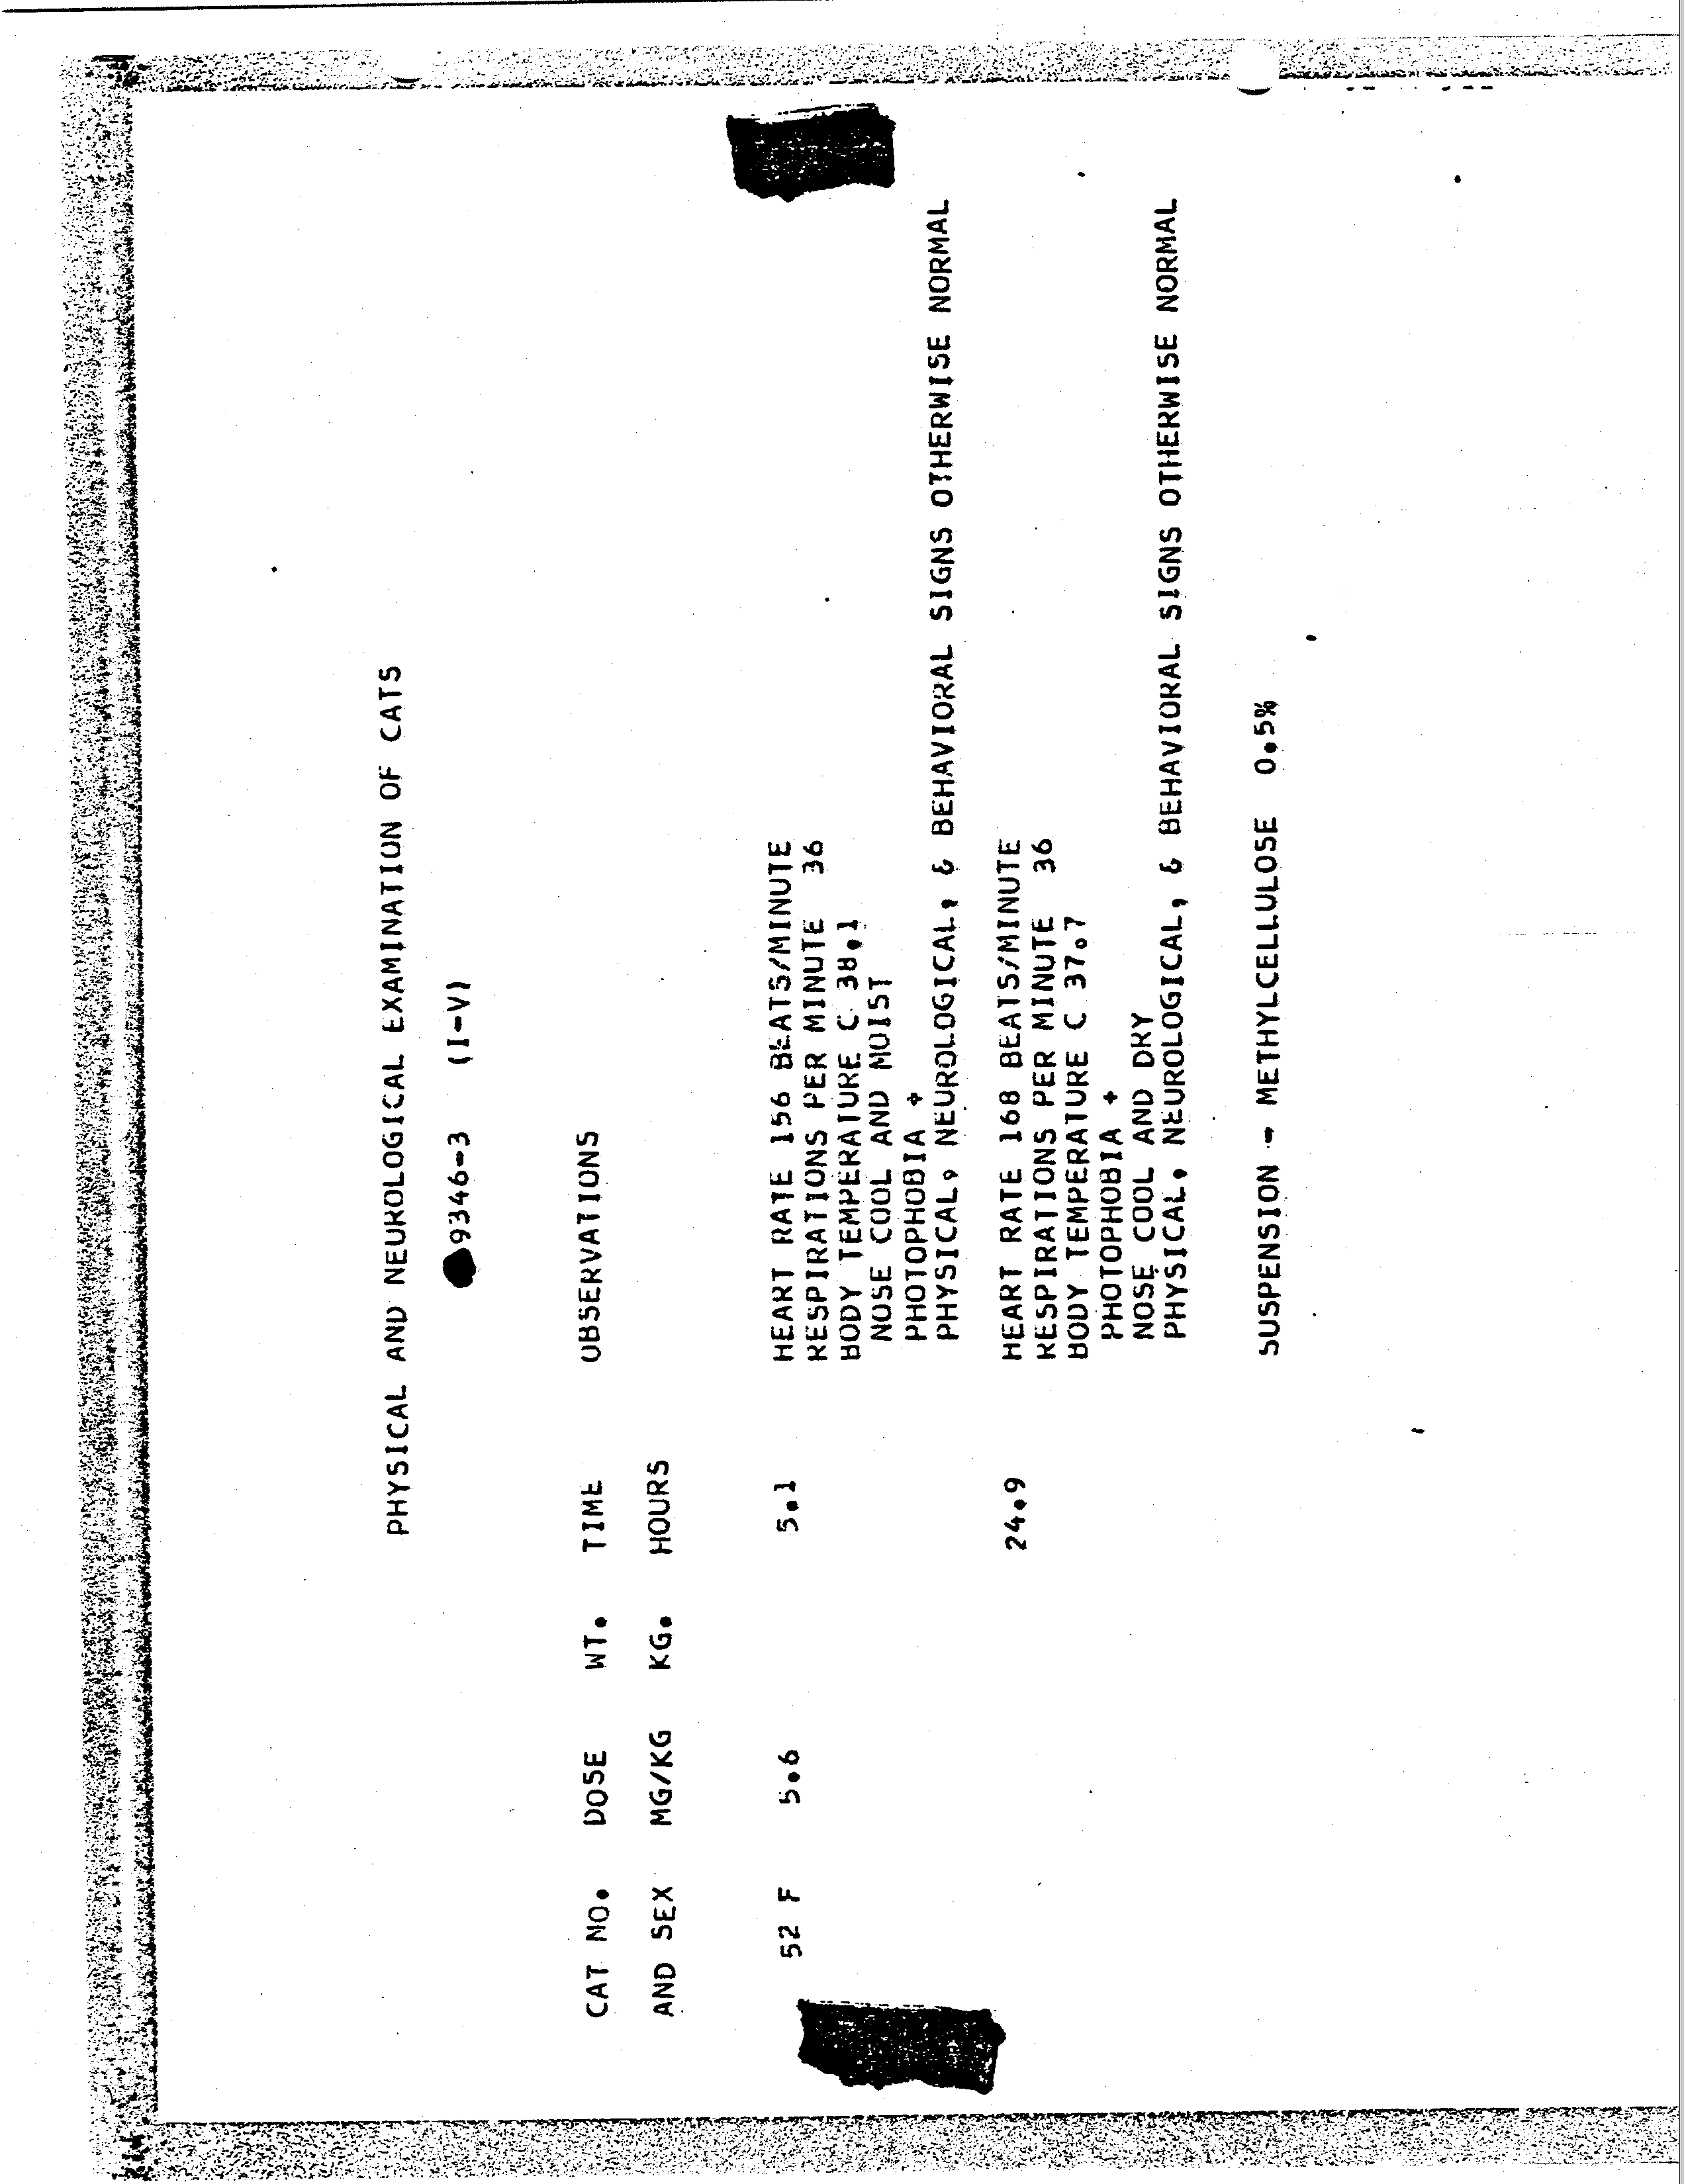 PHYSICAL AND NEUROLOGICAL EXAMINATION OF CATS
9346-3 (I-V)
CAT NO. DOSE WT. TIME OBSERVATIONS
AND SEX MG/KG KG. HOURS
52 F 5.6 5.1 HEART RATE 156 BEATS/MINUTE
RESPIRATIONS PER MINUTE 36
BODY TEMPERATURE C 38.1
NOSE COOL AND MOIST
PHOTOPHOBIA +
PHYSICAL, NEUROLOGICAL, & BEHAVIORAL SIGNS OTHERWISE NORMAL
24.9 HEART RATE 168 BEATS/MINUTE
RESPIRATIONS PER MINUTE 36
BODY TEMPERATURE C 37.7
PHOTOPHOBIA +
NOSE COOL AND DRY
PHYSICAL, NEUROLOGICAL, & BEHAVIORAL SIGNS OTHERWISE NORMAL
SUSPENSION - METHYLCELLULOSE 0.5%